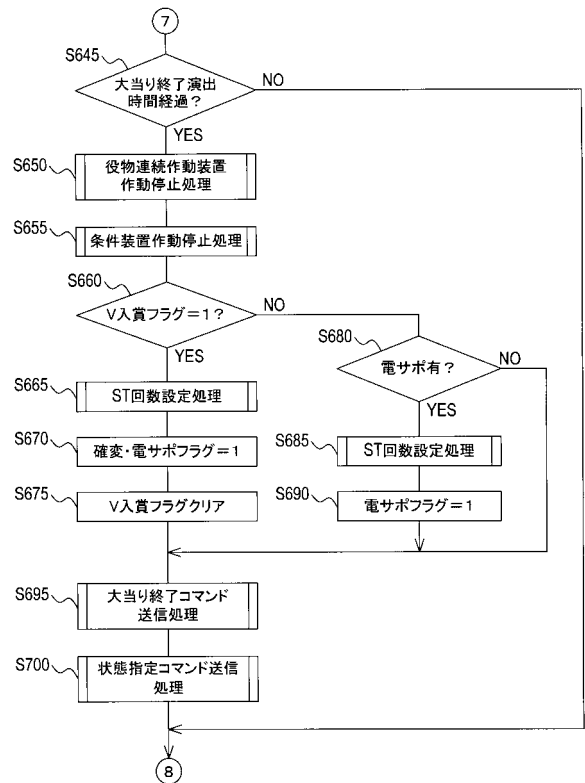 7
S645
大当り終了演出
時間経過?
NO
YES
S650
役物連続作動装置
作動停止処理
S655
条件装置作動停止処理
S660
V入賞フラグ=1?
NO
YES
S680
電サポ有?
NO
YES
S665
ST回数設定処理
S670
確変・電サポフラグ=1
S675
V入賞フラグクリア
S685
ST回数設定処理
S690
電サポフラグ=1
S695
大当り終了コマンド
送信処理
S700
状態指定コマンド送信
処理
8